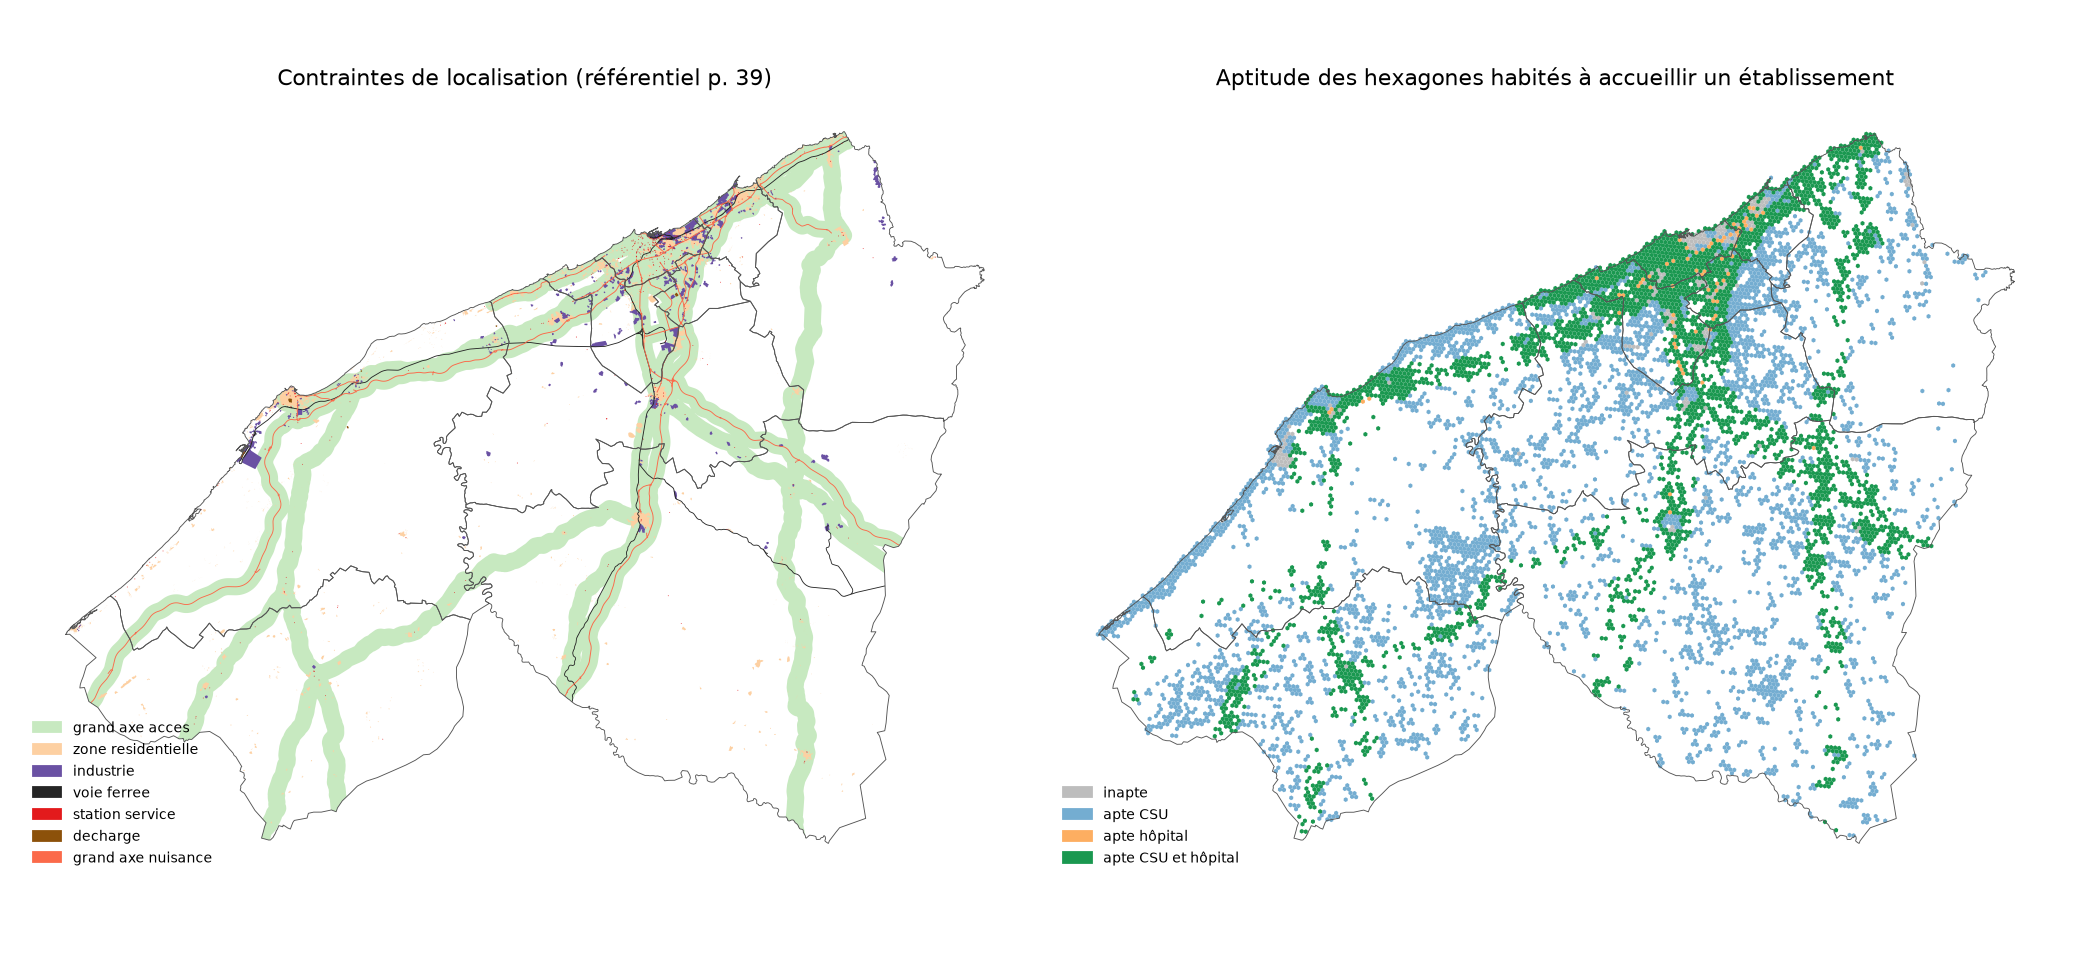 Contraintes de localisation (référentiel p. 39)
grand axe acces
zone residentielle
industrie
voie ferree
station service
decharge
grand axe nuisance
Aptitude des hexagones habités à accueillir un établissement
inapte
apte CSU
apte hôpital
apte CSU et hôpital